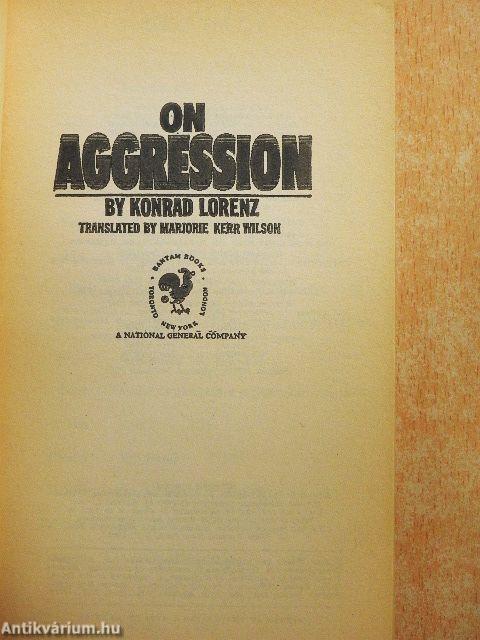 ON
AGGRESSION
BY KONRAD LORENZ
TRANSLATED BY MARJORIE KERR WILSON
BANTAM BOOKS
TORONTO · NEW YORK · LONDON
A NATIONAL GENERAL COMPANY
Antikvárium.hu